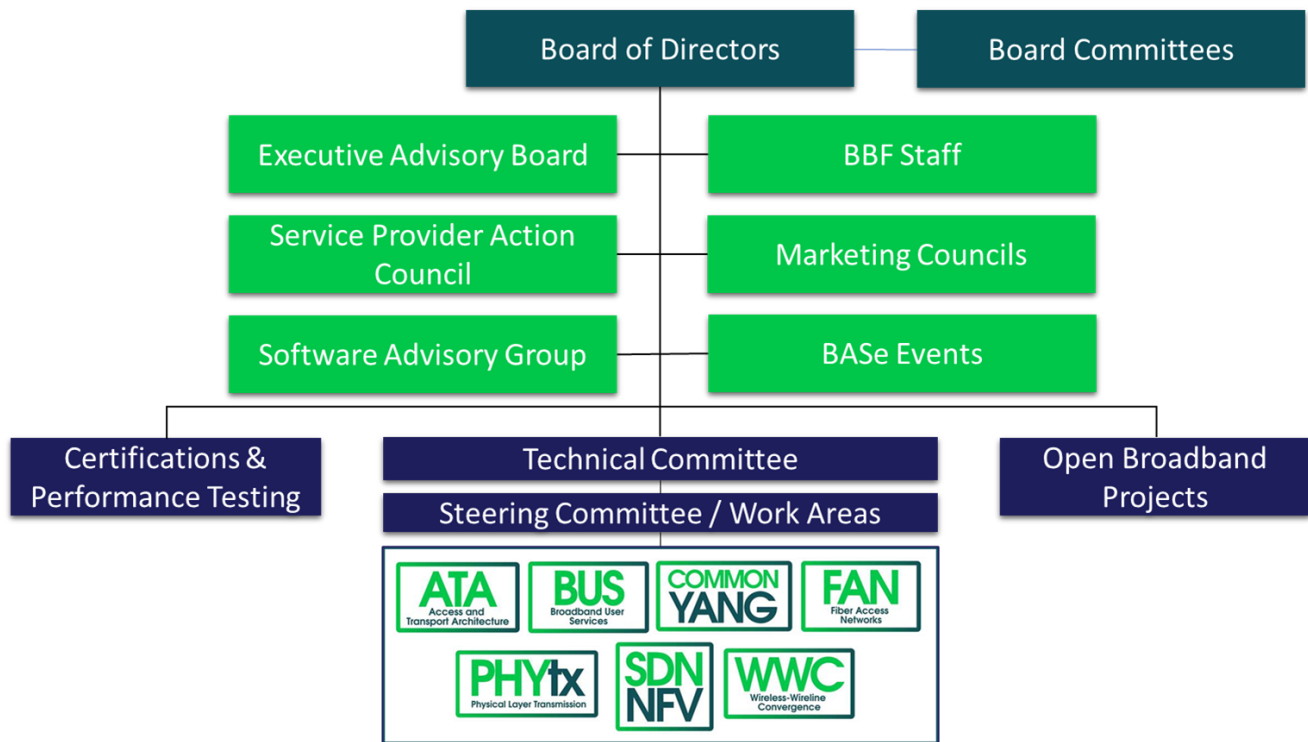 Board of Directors
Board Committees
Executive Advisory Board
BBF Staff
Service Provider Action
Council
Marketing Councils
Software Advisory Group
BASe Events
Certifications &
Performance Testing
Technical Committee
Open Broadband
Projects
Steering Committee / Work Areas
ATA
Access and
Transport Architecture
BUS
Broadband User
Services
COMMON
YANG
FAN
Fiber Access
Networks
PHYtx
Physical Layer Transmission
SDN
NFV
WWC
Wireless-Wireline
Convergence